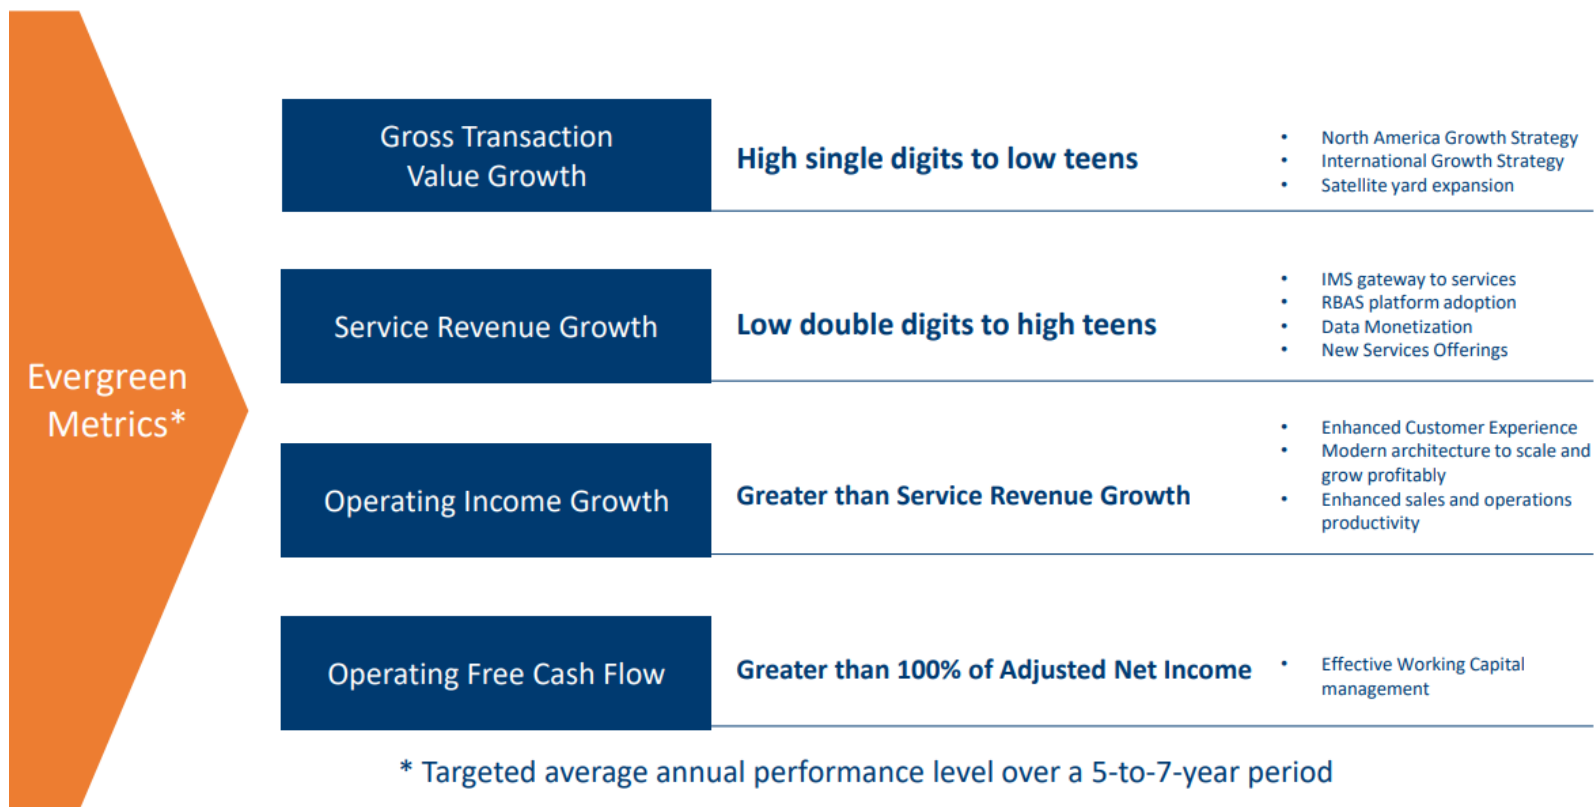 Evergreen
Metrics*
Gross Transaction
Value Growth
High single digits to low teens
• North America Growth Strategy
• International Growth Strategy
• Satellite yard expansion
Service Revenue Growth
Low double digits to high teens
• IMS gateway to services
• RBAS platform adoption
• Data Monetization
• New Services Offerings
Operating Income Growth
Greater than Service Revenue Growth
• Enhanced Customer Experience
• Modern architecture to scale and
grow profitably
• Enhanced sales and operations
productivity
Operating Free Cash Flow
Greater than 100% of Adjusted Net Income
• Effective Working Capital
management
* Targeted average annual performance level over a 5-to-7-year period